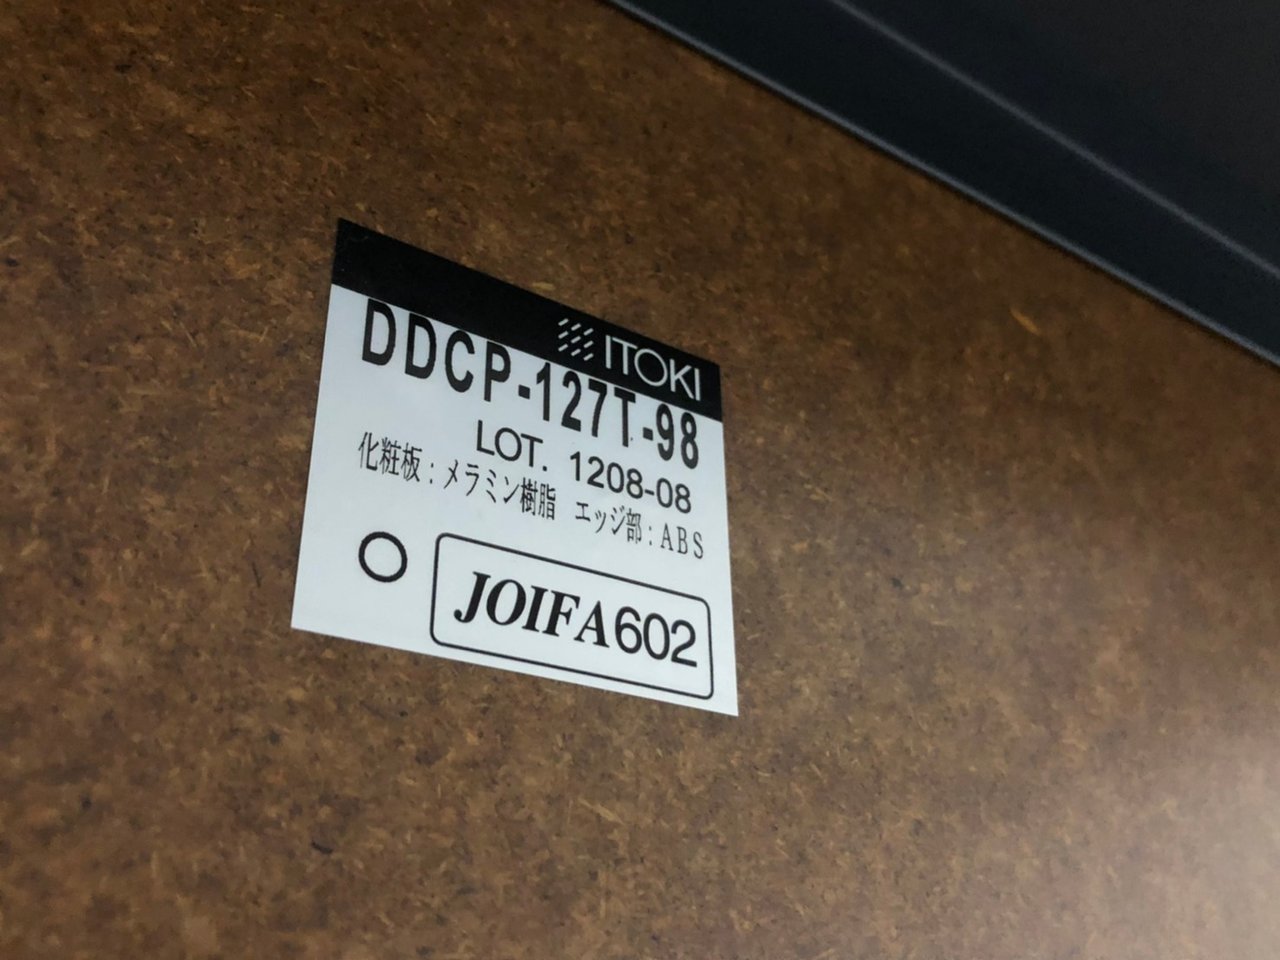 ITOKI
DDCP-127T-98
LOT. 1208-08
化粧板:メラミン樹脂 エッジ部:ABS
JOIFA602